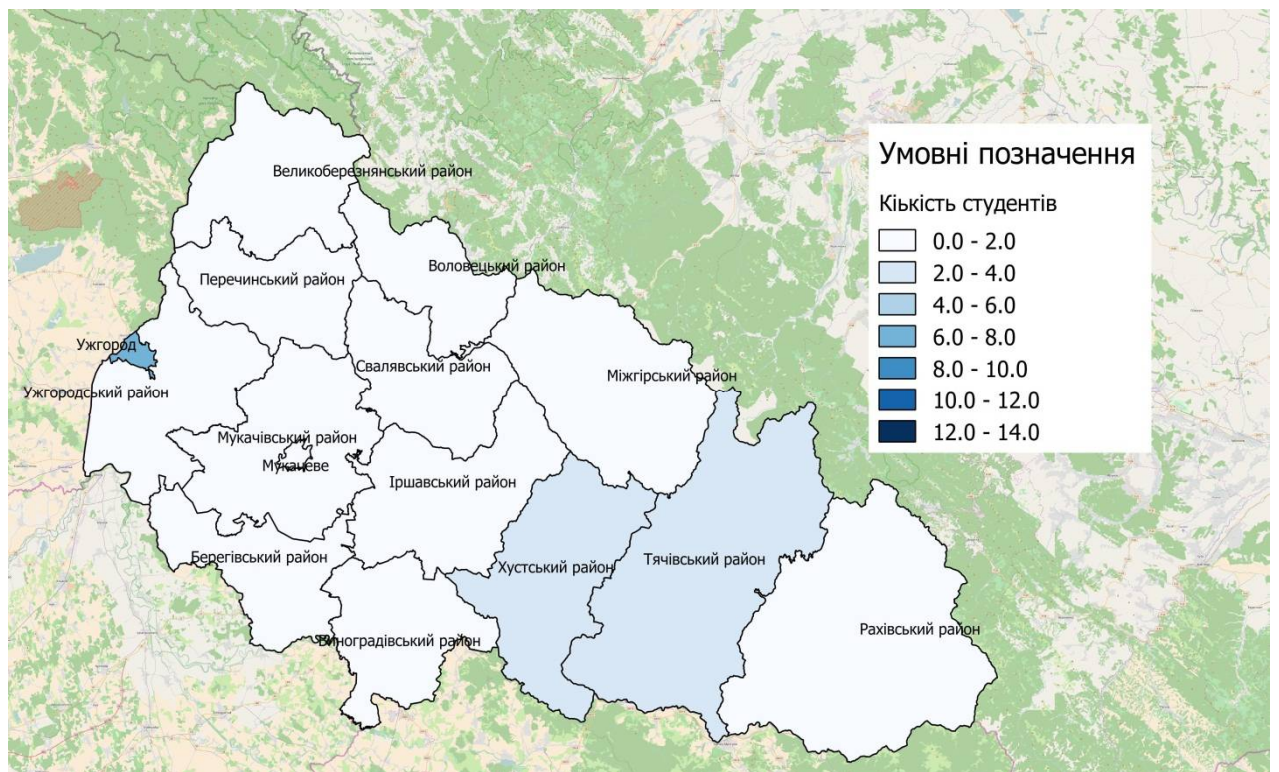 Великоберезнянський район
Воловецький район
Перечинський район
Ужгород
Свалявський район
Міжгірський район
Ужгородський район
Мукачівський район
Мукачеве
Іршавський район
Берегівський район
Хустський район
Тячівський район
Виноградівський район
Рахівський район
Умовні позначення
Кіькість студентів
0.0 - 2.0
2.0 - 4.0
4.0 - 6.0
6.0 - 8.0
8.0 - 10.0
10.0 - 12.0
12.0 - 14.0